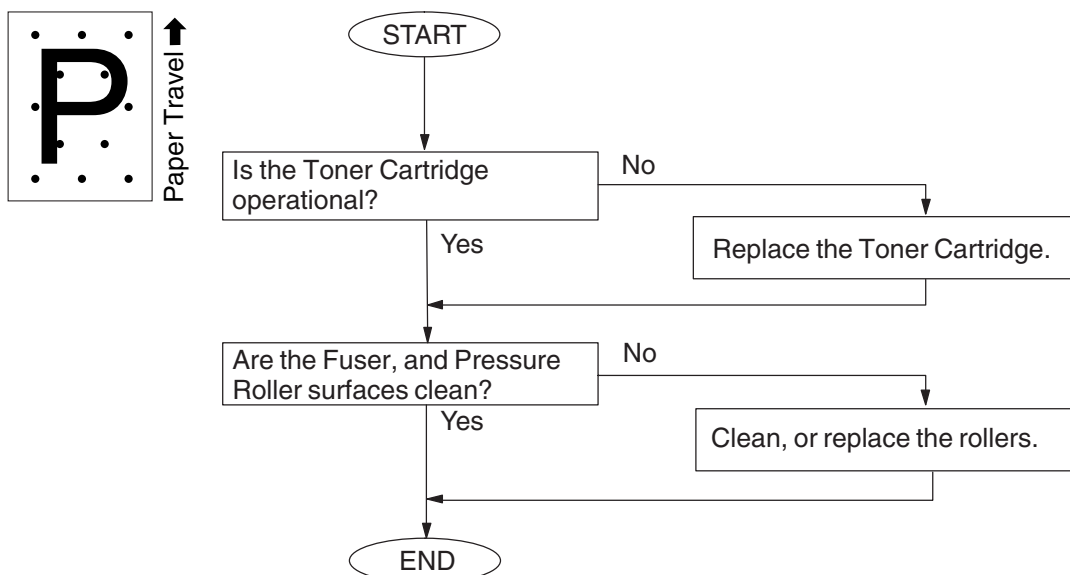 P
Paper Travel
START
Is the Toner Cartridge
operational?
No
Yes
Replace the Toner Cartridge.
Are the Fuser, and Pressure
Roller surfaces clean?
No
Yes
Clean, or replace the rollers.
END